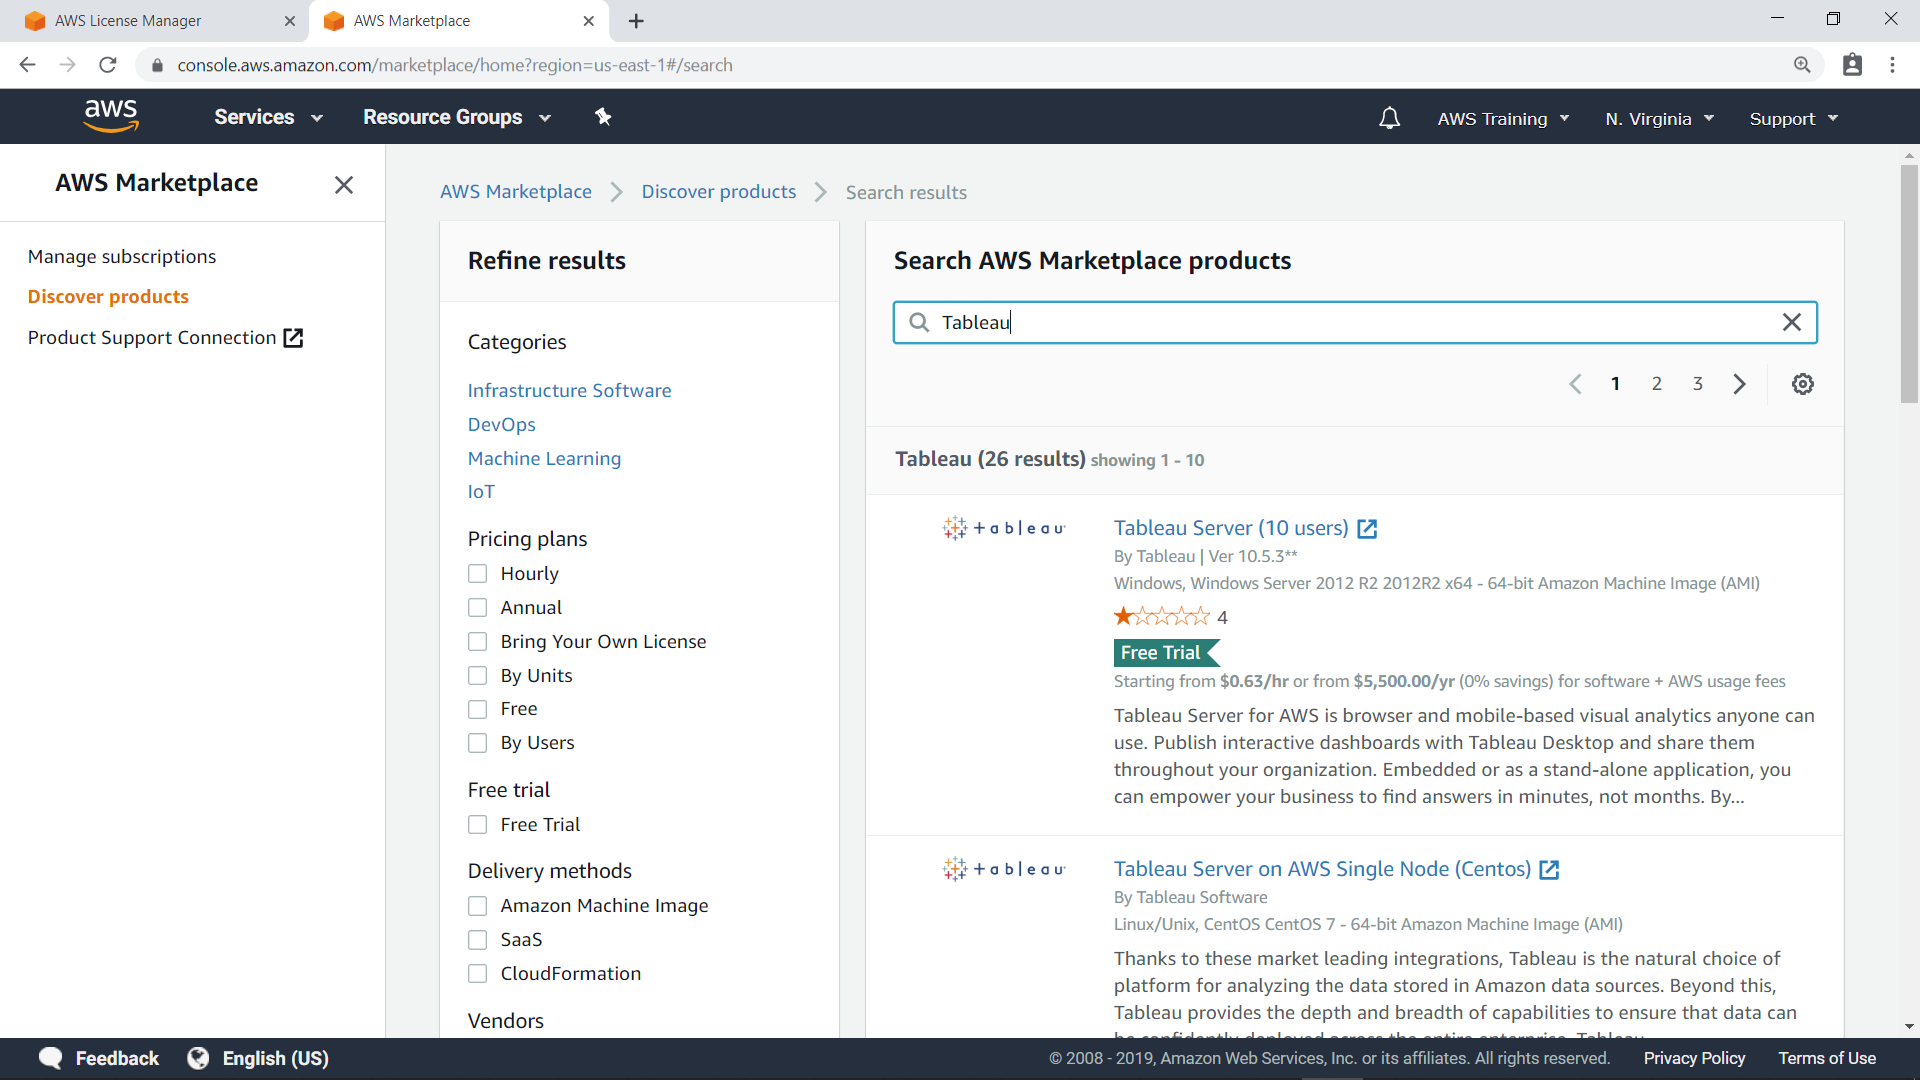 AWS License Manager
AWS Marketplace
console.aws.amazon.com/marketplace/home?region=us-east-1#/search
aws
Services
Resource Groups
AWS Training
N. Virginia
Support
AWS Marketplace
Manage subscriptions
Discover products
Product Support Connection
AWS Marketplace
Discover products
Search results
Refine results
Categories
Infrastructure Software
DevOps
Machine Learning
IoT
Pricing plans
Hourly
Annual
Bring Your Own License
By Units
Free
By Users
Free trial
Free Trial
Delivery methods
Amazon Machine Image
SaaS
CloudFormation
Vendors
Search AWS Marketplace products
Tableau
1 2 3
Tableau (26 results) showing 1 - 10
+ableau
Tableau Server (10 users)
By Tableau | Ver 10.5.3**
Windows, Windows Server 2012 R2 2012R2 x64 - 64-bit Amazon Machine Image (AMI)
4
Free Trial
Starting from $0.63/hr or from $5,500.00/yr (0% savings) for software + AWS usage fees
Tableau Server for AWS is browser and mobile-based visual analytics anyone can
use. Publish interactive dashboards with Tableau Desktop and share them
throughout your organization. Embedded or as a stand-alone application, you
can empower your business to find answers in minutes, not months. By...
+ableau
Tableau Server on AWS Single Node (Centos)
By Tableau Software
Linux/Unix, CentOS CentOS 7 - 64-bit Amazon Machine Image (AMI)
Thanks to these market leading integrations, Tableau is the natural choice of
platform for analyzing the data stored in Amazon data sources. Beyond this,
Tableau provides the depth and breadth of capabilities to ensure that data can
be confidently deployed across the entire enterprise. Tableau
Feedback
English (US)
© 2008 - 2019, Amazon Web Services, Inc. or its affiliates. All rights reserved.
Privacy Policy
Terms of Use